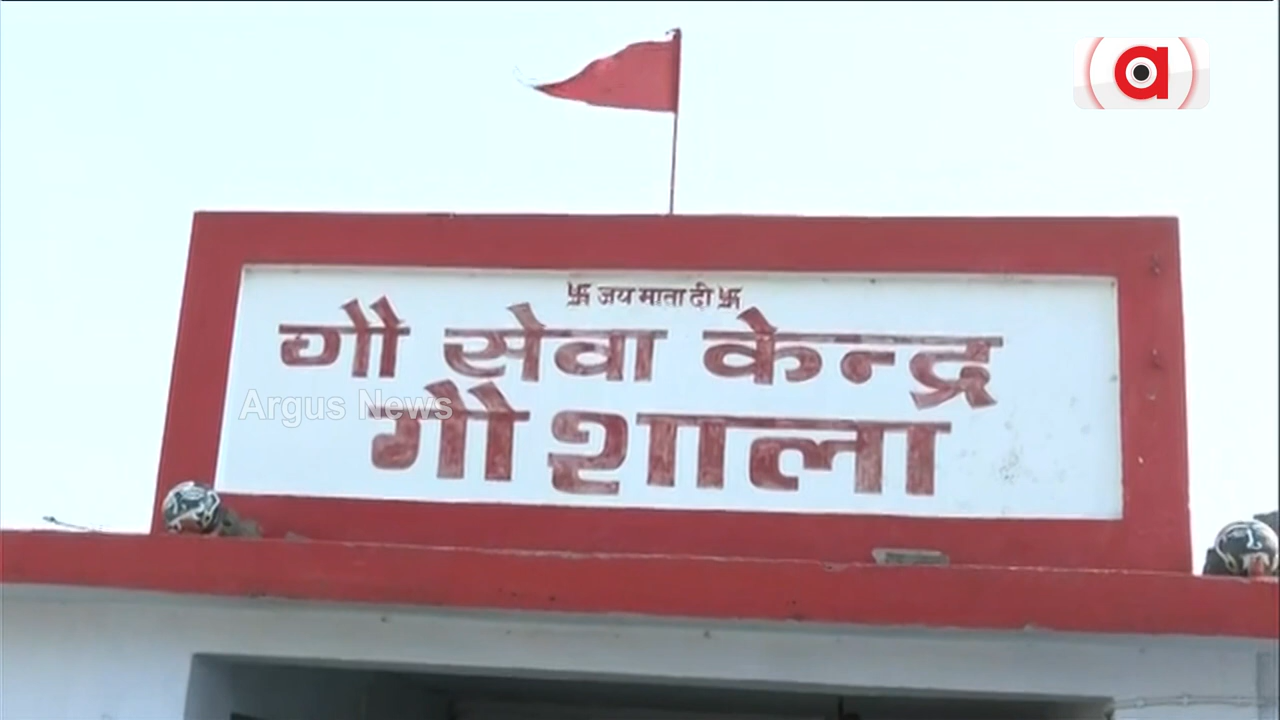 卐 जय माता दी 卐
गौ सेवा केन्द्र
गौ शाला
Argus News
a